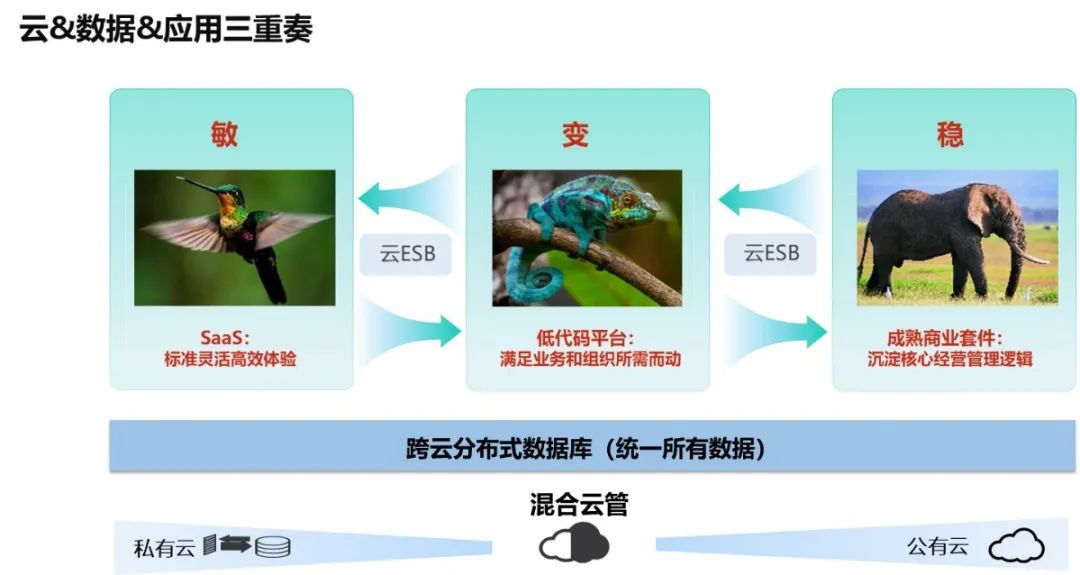 云&数据&应用三重奏
敏
变
稳
云ESB
云ESB
SaaS：
标准灵活高效体验
低代码平台：
满足业务和组织所需而动
成熟商业套件：
沉淀核心经营管理逻辑
跨云分布式数据库（统一所有数据）
混合云管
私有云
公有云